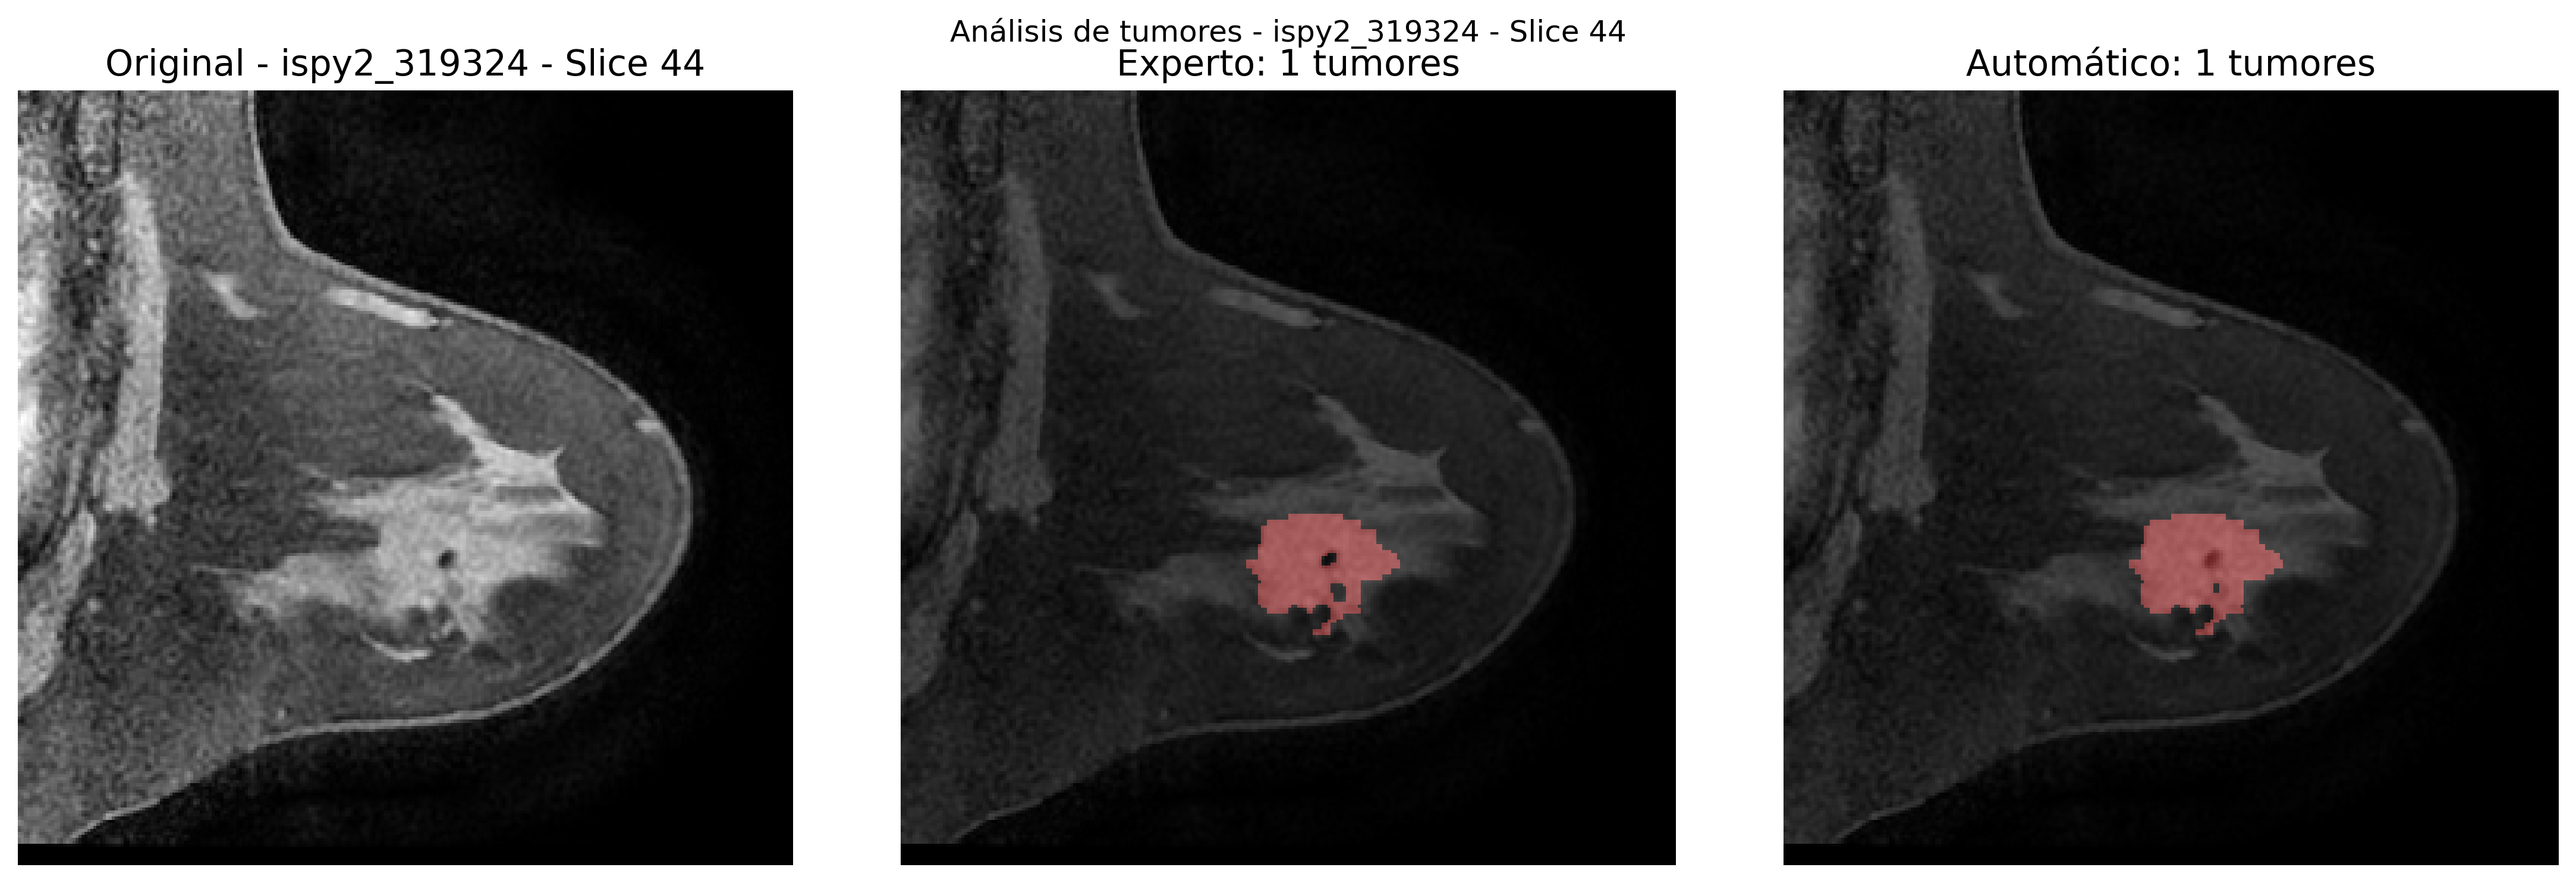 Análisis de tumores - ispy2_319324 - Slice 44
Original - ispy2_319324 - Slice 44
Experto: 1 tumores
Automático: 1 tumores